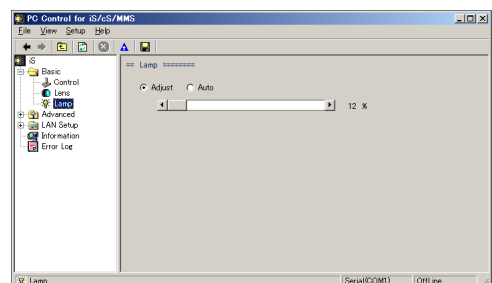 PC Control for iS/cS/MMS
File View Setup Help
iS
Basic
Control
Lens
Lamp
Advanced
LAN Setup
Information
Error Log
== Lamp ========
Adjust Auto
12 %
Lamp Serial(COM1) OffLine